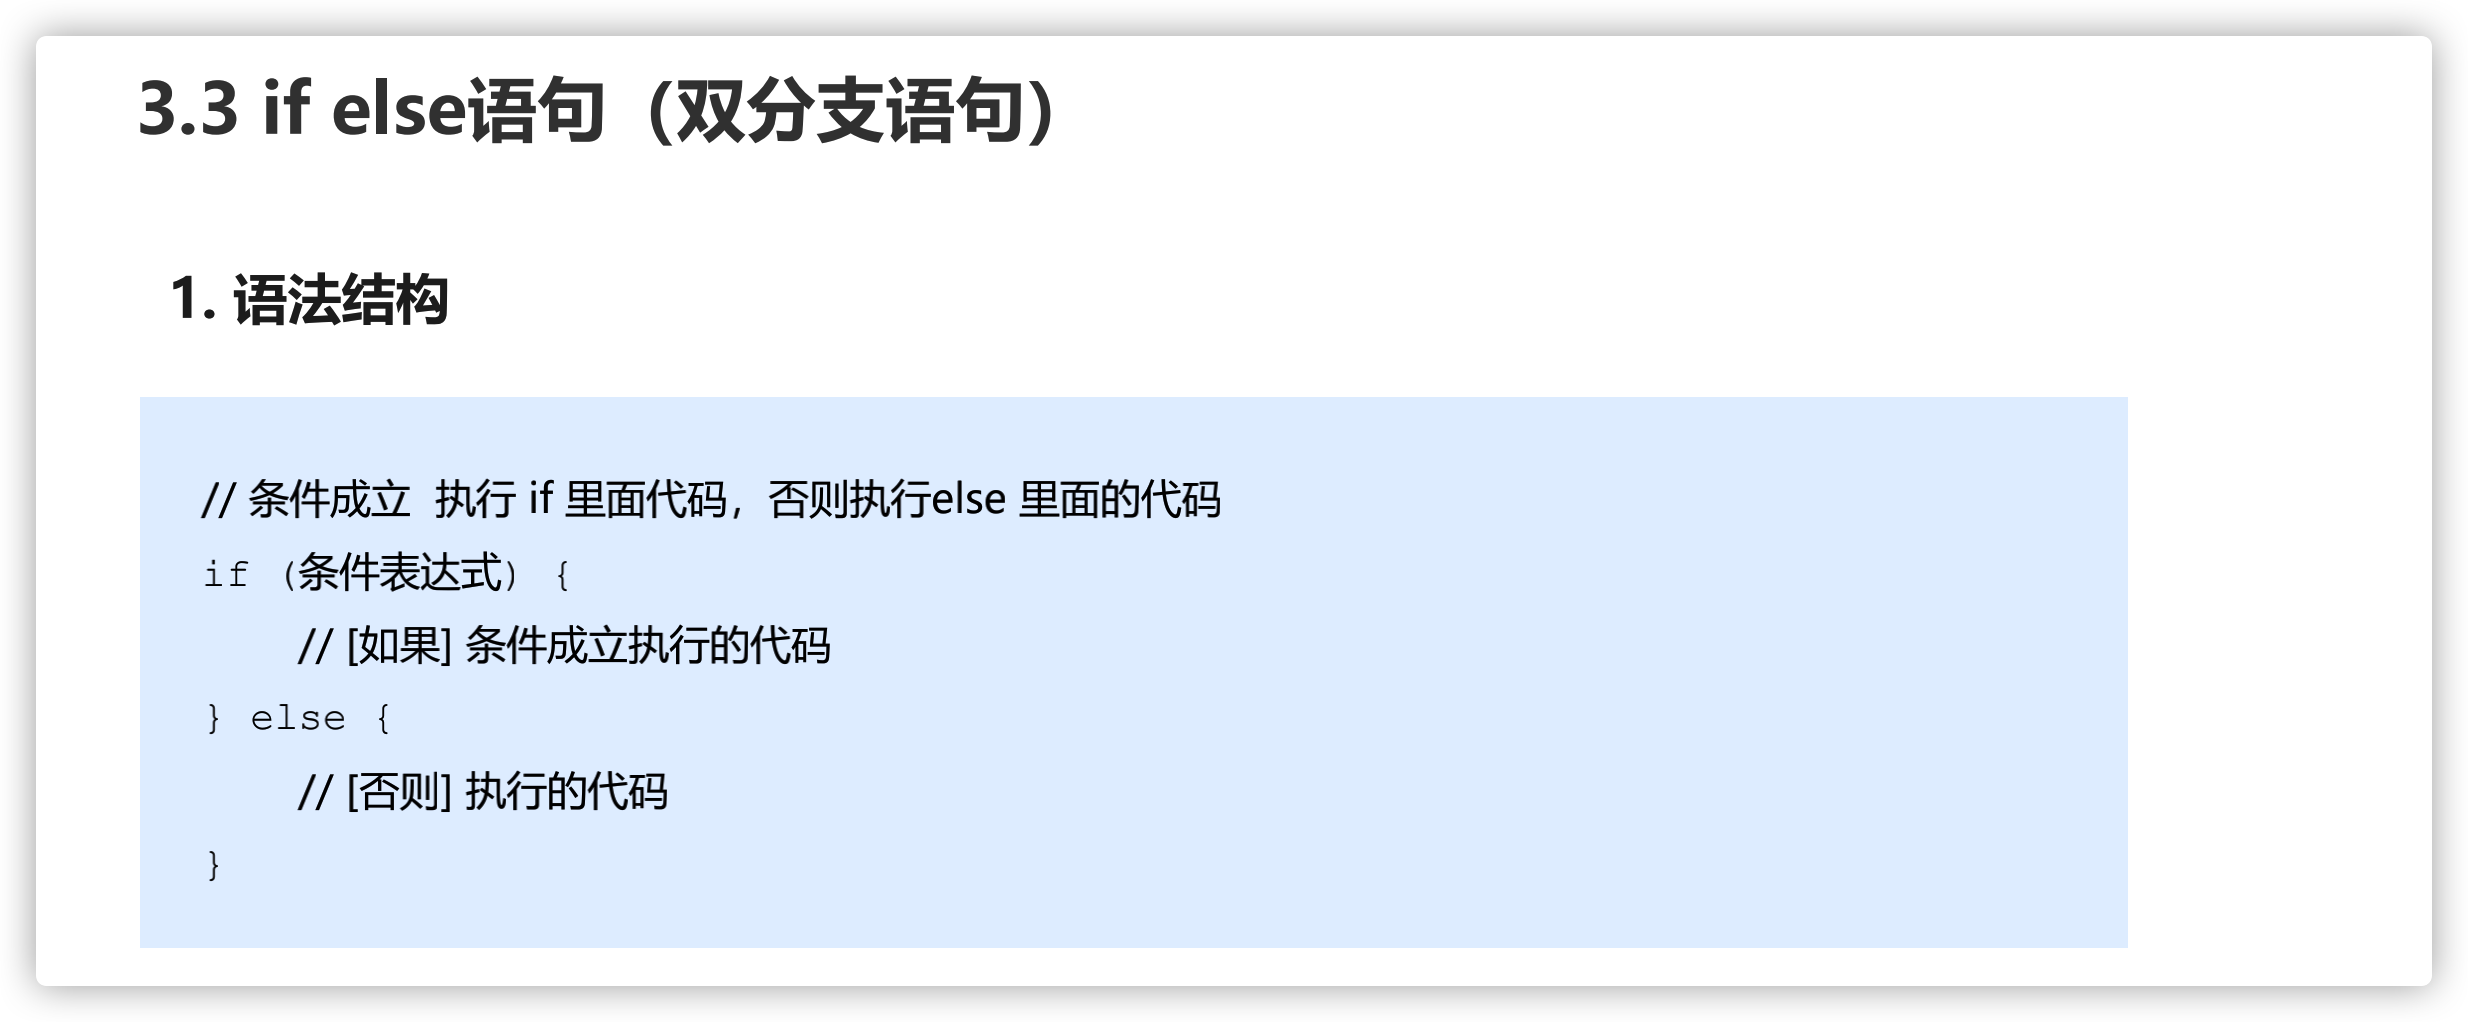 3.3 if else语句（双分支语句）
1. 语法结构
// 条件成立  执行 if 里面代码，否则执行else 里面的代码
if (条件表达式) {
    // [如果] 条件成立执行的代码
} else {
    // [否则] 执行的代码
}